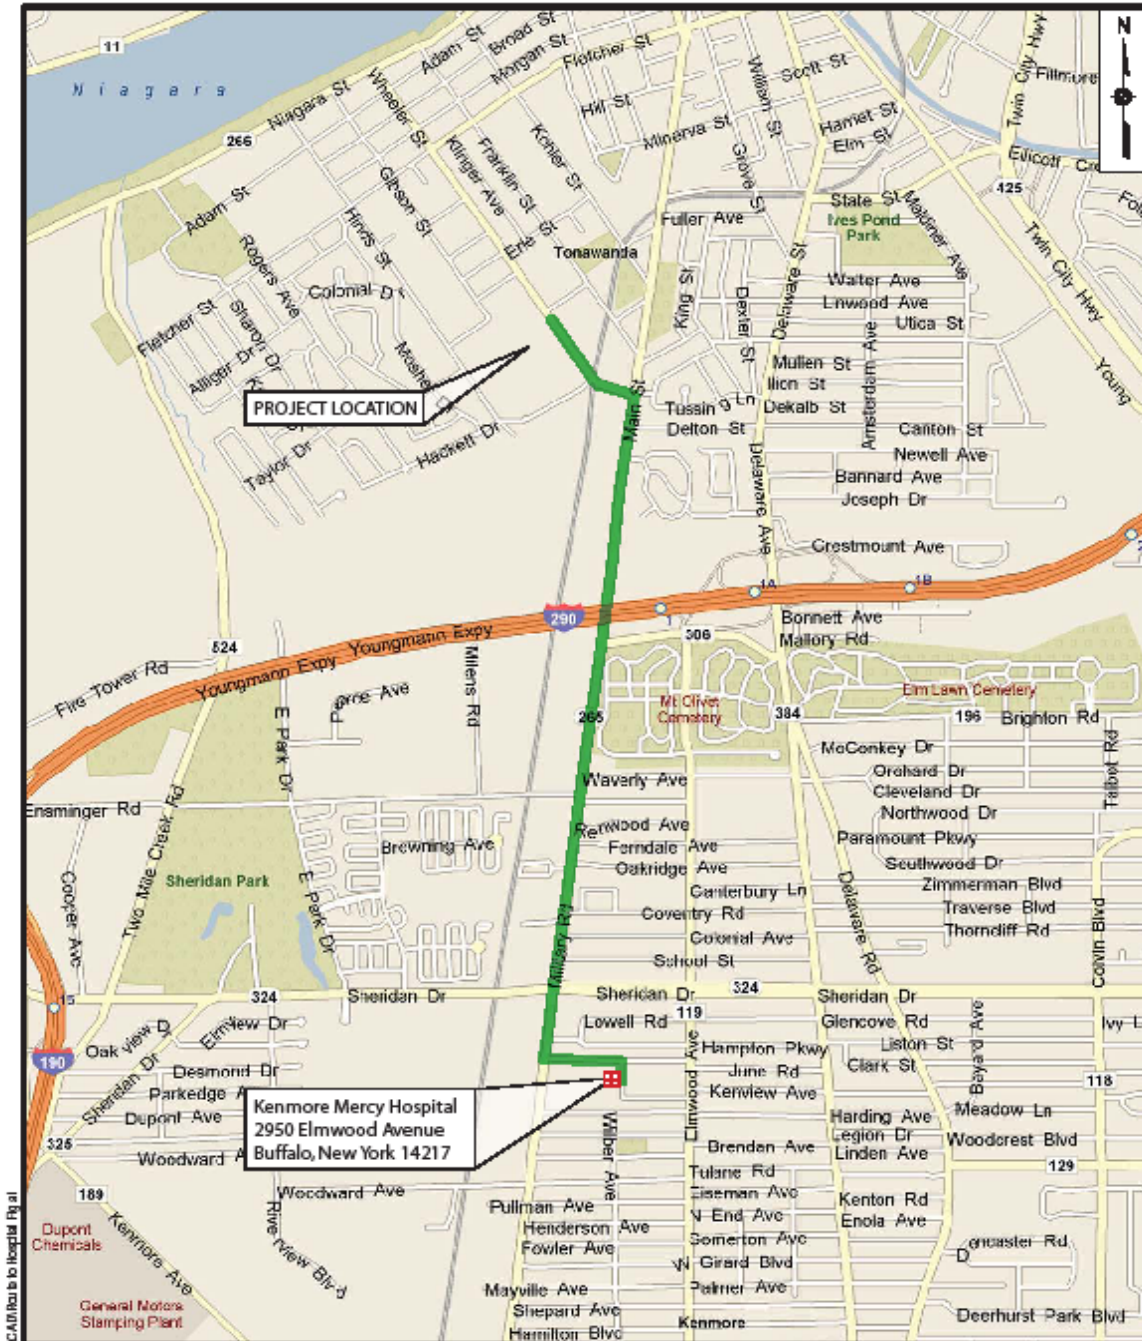 11
Niagara
266
Niagara St
Adam St
Broad St
Morgan St
Fletcher St
Wheeler St
Klinger Ave
Franklin St
Kohler St
Hill St
Minerva St
William St
Scott St
Harriet St
Elm St
Grove St
Twin City Hwy
Fillmore
N
Ellicott Cre
425
Twin City Hwy
Young
Adam St
Gibson St
Hinds St
Rogers Ave
Colonial Dr
Fletcher St
Sharon Dr
Alliger Dr
Erie St
Tonawanda
Fuller Ave
State St
Ives Pond
Park
Mattimer Ave
Walter Ave
Linwood Ave
Utica St
King St
Dexter St
Delaware St
Amsterdam Ave
Mullen St
Ilion St
Dekalb St
Tussing Ln
Delton St
Canton St
Newell Ave
Bannard Ave
Joseph Dr
Main St
Delaware Ave
PROJECT LOCATION
Taylor Dr
Hackett Dr
Crestmount Ave
1A
1B
1
290
Youngmann Expy
Youngmann Expy
524
Fire Tower Rd
306
Bonnett Ave
Mallory Rd
Elm Lawn Cemetery
Mt Olivet
Cemetery
265
384
196
Brighton Rd
Milens Rd
E Park Dr
McConkey Dr
Orchard Dr
Cleveland Dr
Northwood Dr
Talbot Rd
Waverly Ave
Ensminger Rd
Two Mile Creek Rd
Renwood Ave
Ferndale Ave
Oakridge Ave
Paramount Pkwy
Southwood Dr
Browning Ave
Sheridan Park
E Park Dr
Cooper Ave
Canterbury Ln
Zimmerman Blvd
Traverse Blvd
Thorncliff Rd
Coventry Rd
Colonial Ave
School St
Delaware Rd
Colvin Blvd
Military Rd
15
324
Sheridan Dr
Sheridan Dr
324
Sheridan Dr
Lowell Rd
119
Glencove Rd
Liston St
Clark St
Bayard Ave
Ivy L
190
Oak view D
Elmview Dr
Desmond Dr
Sheridan Dr
Parkedge A
Dupont Ave
Woodward A
Hampton Pkwy
June Rd
Kenview Ave
118
Kenmore Mercy Hospital
2950 Elmwood Avenue
Buffalo, New York 14217
Wilber Ave
Elmwood Ave
Harding Ave
Legion Dr
Linden Ave
Meadow Ln
Woodcrest Blvd
129
Brendan Ave
Tulane Rd
Eiseman Ave
N End Ave
Somerton Ave
N Girard Blvd
Palmer Ave
Kenton Rd
Enola Ave
325
189
Kenmore Ave
Woodward Ave
Riverview Blvd
Pullman Ave
Henderson Ave
Fowler Ave
Mayville Ave
Shepard Ave
Hamilton Blvd
Kenmore
Deerhurst Park Blvd
Dupont
Chemicals
General Motors
Stamping Plant